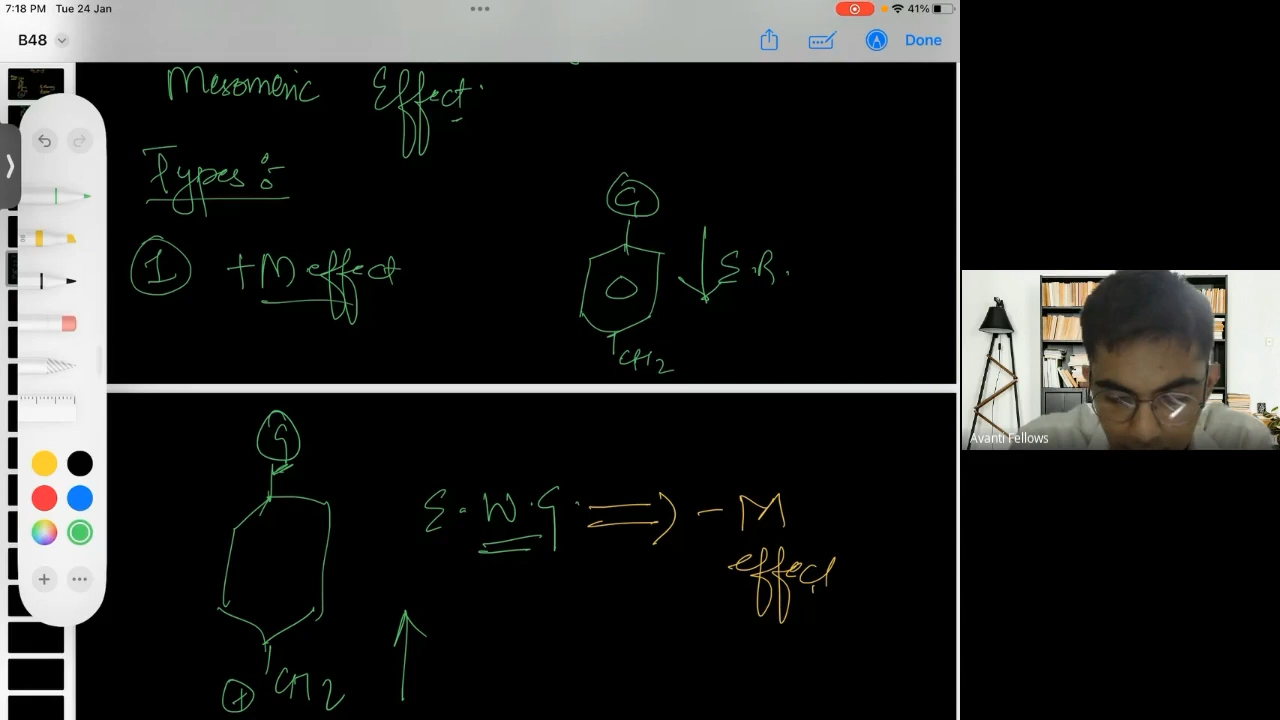 7:18 PM Tue 24 Jan
41%
B48
Done
Mesomeric Effect.
Types :
1 +M effect
G
E.R.
CH2
G
E.W.G. ⇒ -M
effect
+ CH2
Avanti Fellows